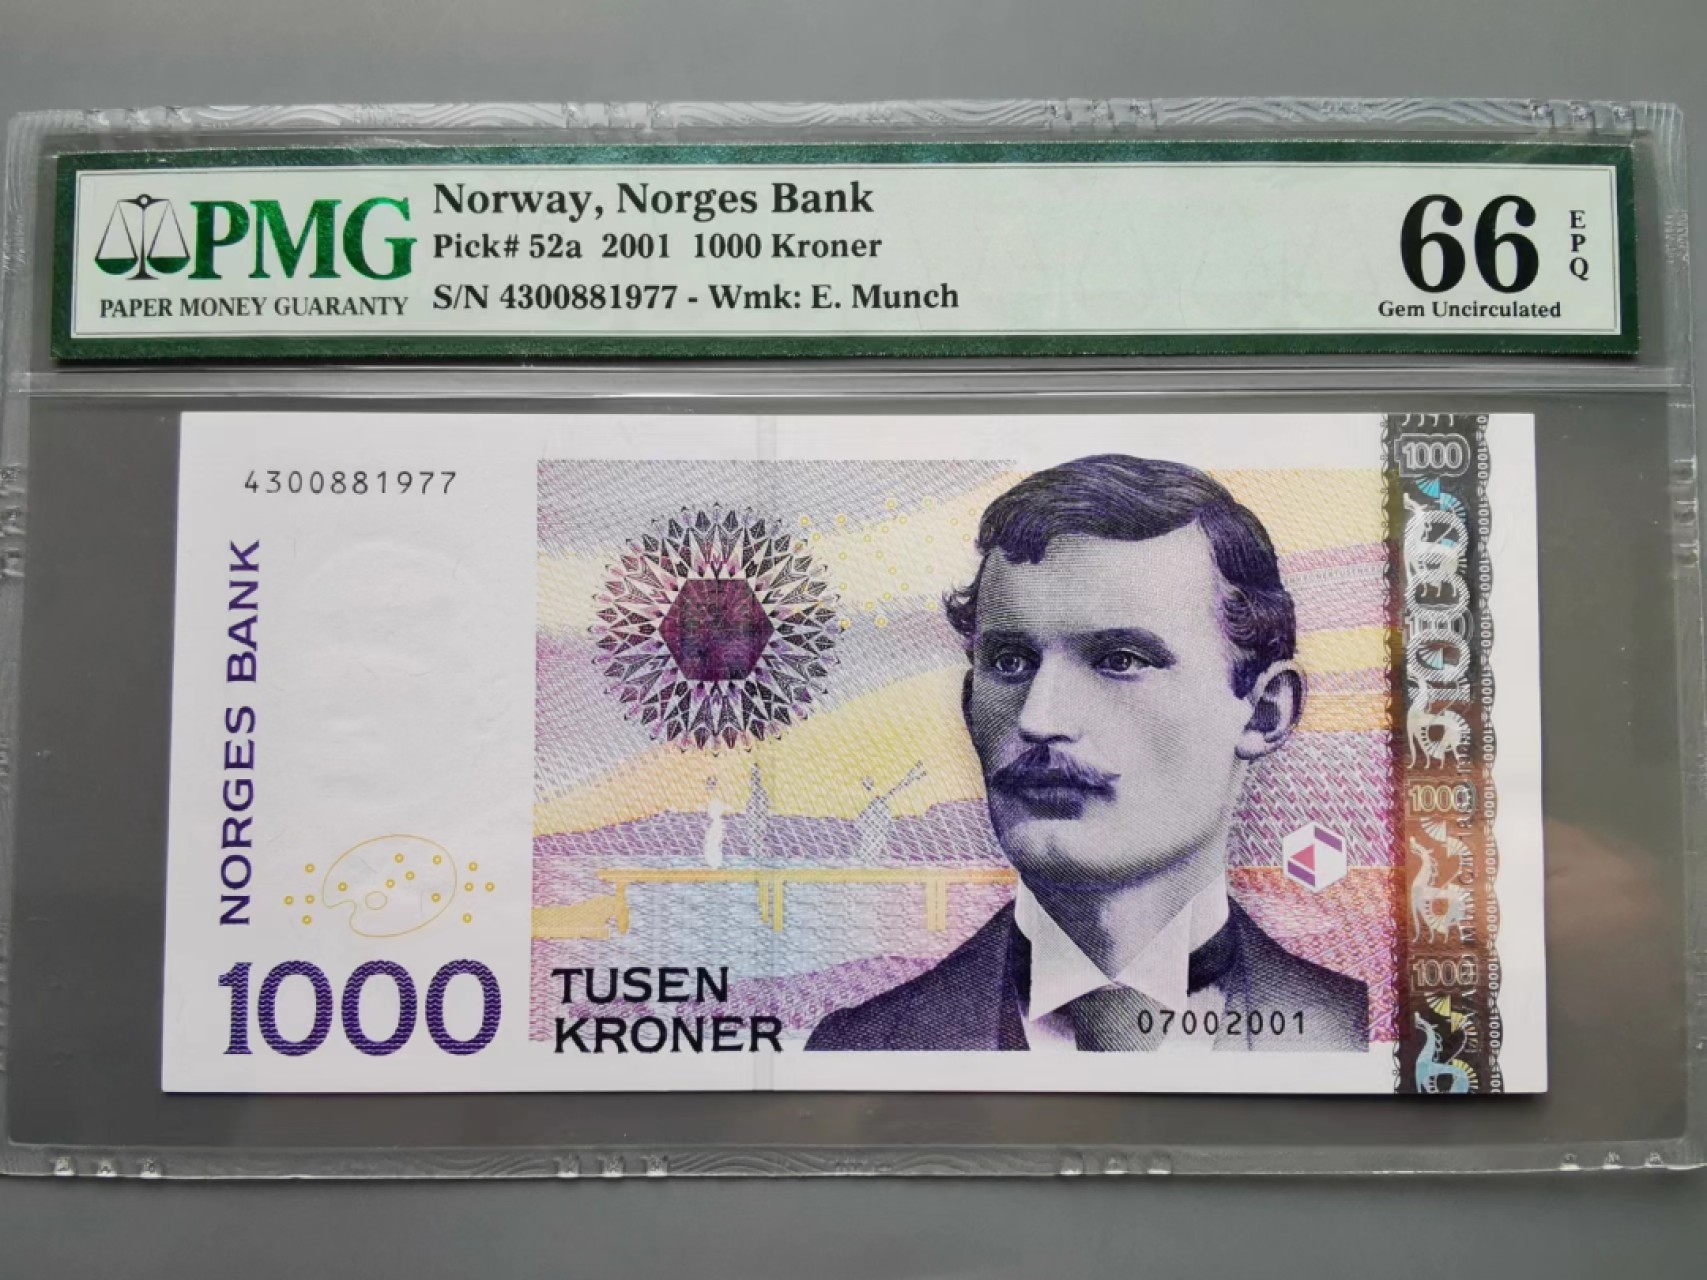 PMG
PAPER MONEY GUARANTY
Norway, Norges Bank
Pick# 52a 2001 1000 Kroner
S/N 4300881977 - Wmk: E. Munch
66
EPQ
Gem Uncirculated
4300881977
NORGES BANK
1000
TUSEN
KRONER
07002001
1000
1000
1000
1000